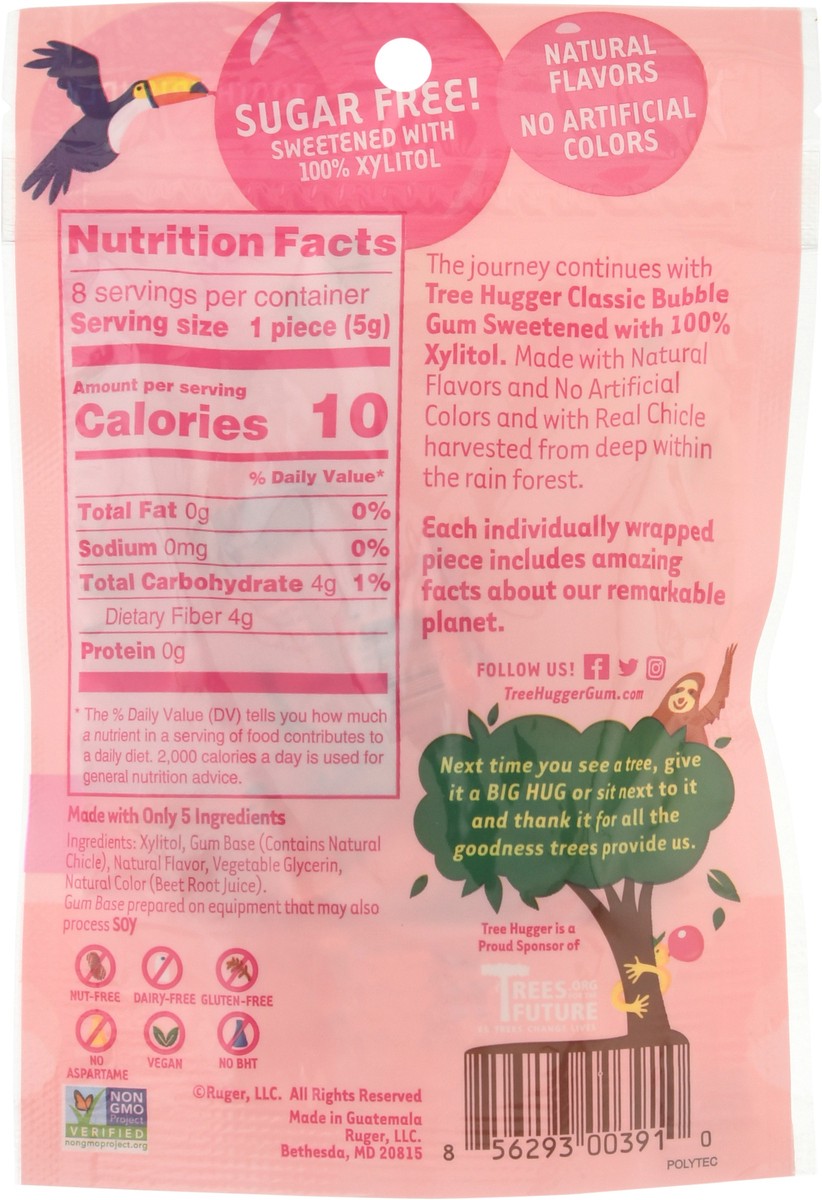 SUGAR FREE!
SWEETENED WITH
100% XYLITOL
NATURAL
FLAVORS
NO ARTIFICIAL
COLORS
Nutrition Facts
8 servings per container
Serving size 1 piece (5g)
Amount per serving
Calories 10
% Daily Value*
Total Fat 0g 0%
Sodium 0mg 0%
Total Carbohydrate 4g 1%
Dietary Fiber 4g
Protein 0g
* The % Daily Value (DV) tells you how much
a nutrient in a serving of food contributes to
a daily diet. 2,000 calories a day is used for
general nutrition advice.
Made with Only 5 Ingredients
Ingredients: Xylitol, Gum Base (Contains Natural
Chicle), Natural Flavor, Vegetable Glycerin,
Natural Color (Beet Root Juice).
Gum Base prepared on equipment that may also
process SOY
NUT-FREE
DAIRY-FREE
GLUTEN-FREE
NO
ASPARTAME
VEGAN
NO BHT
NON
GMO
Project
VERIFIED
nongmoproject.org
©Ruger, LLC. All Rights Reserved
Made in Guatemala
Ruger, LLC.
Bethesda, MD 20815
The journey continues with
Tree Hugger Classic Bubble
Gum Sweetened with 100%
Xylitol. Made with Natural
Flavors and No Artificial
Colors and with Real Chicle
harvested from deep within
the rain forest.
Each individually wrapped
piece includes amazing
facts about our remarkable
planet.
FOLLOW US!
TreeHuggerGum.com
Next time you see a tree, give
it a BIG HUG or sit next to it
and thank it for all the
goodness trees provide us.
Tree Hugger is a
Proud Sponsor of
TREES.ORG
FOR THE
FUTURE
TREES CHANGE LIVES
8 56293 00391 0
POLYTEC